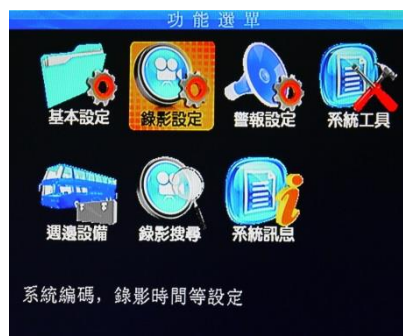 功能選單
基本設定
錄影設定
警報設定
系統工具
週邊設備
錄影搜尋
系統訊息
系統編碼，錄影時間等設定